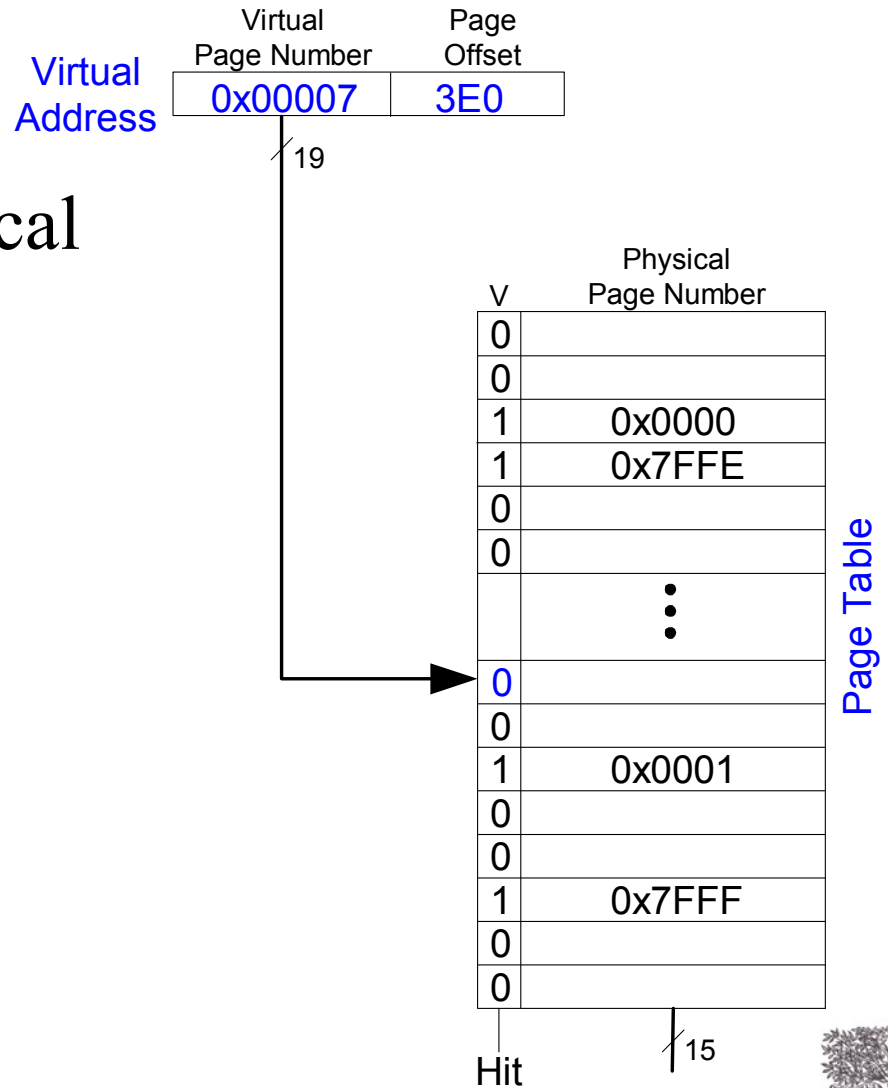 Virtual
Page Number
Page
Offset
Virtual
Address
0x00007
3E0
19
cal
V
Physical
Page Number
0
0
1 0x0000
1 0x7FFE
0
0
0
0
1 0x0001
0
0
1 0x7FFF
0
0
Page Table
Hit
15